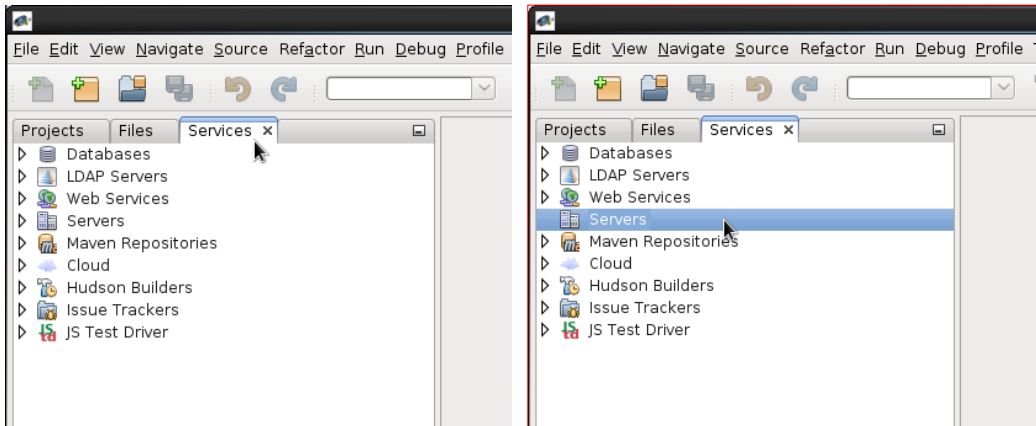 File Edit View Navigate Source Refactor Run Debug Profile
Projects Files Services
Databases
LDAP Servers
Web Services
Servers
Maven Repositories
Cloud
Hudson Builders
Issue Trackers
JS Test Driver
File Edit View Navigate Source Refactor Run Debug Profile
Projects Files Services
Databases
LDAP Servers
Web Services
Servers
Maven Repositories
Cloud
Hudson Builders
Issue Trackers
JS Test Driver